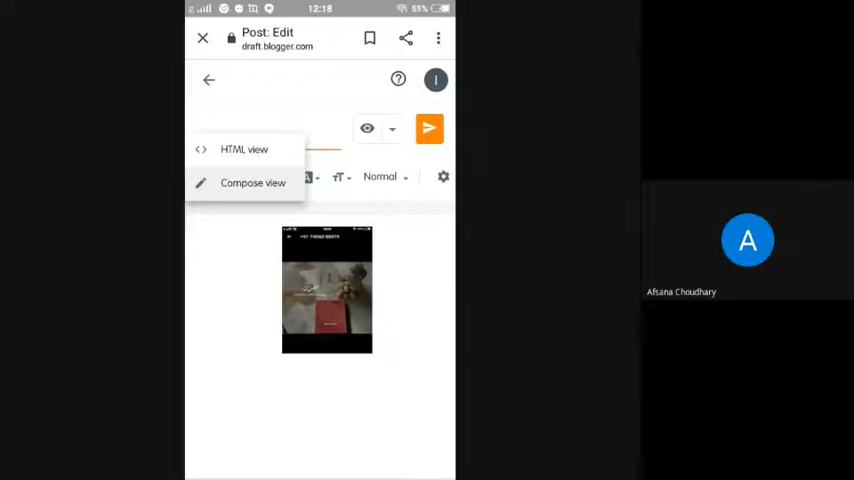 12:18
55%
Post: Edit
draft.blogger.com
I
HTML view
Compose view
A
Normal
A
Afsana Choudhary